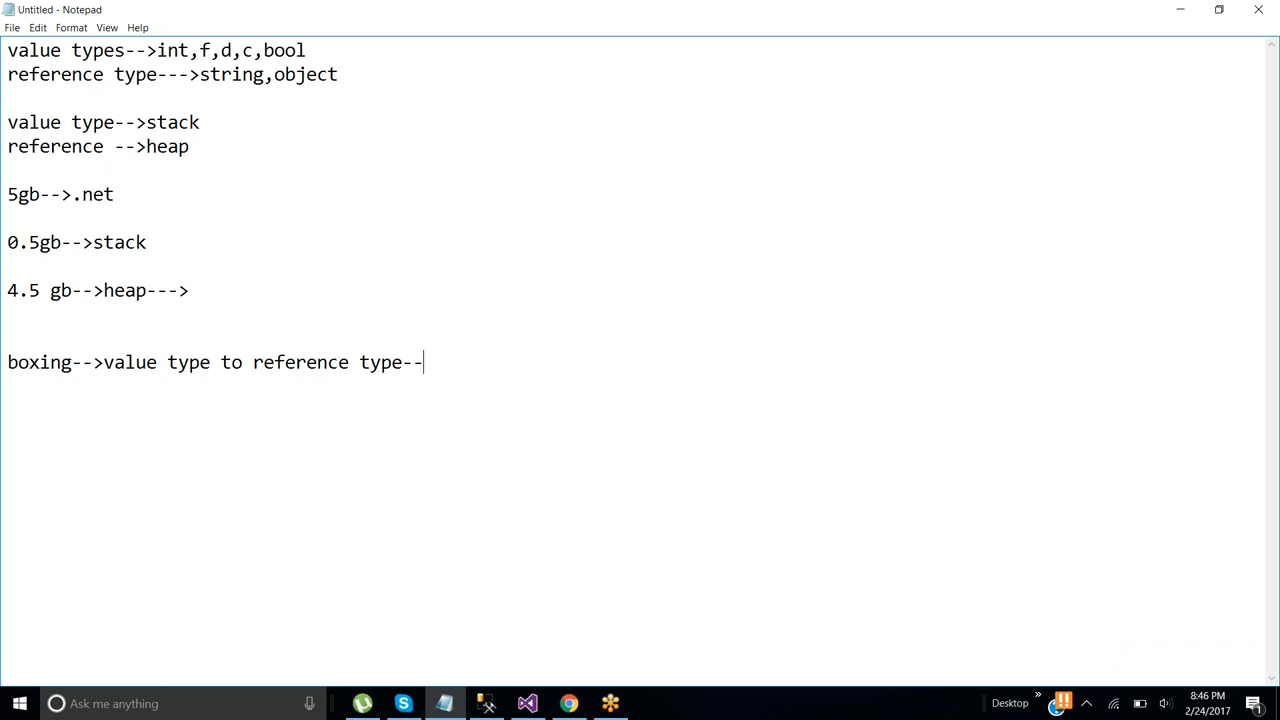 Untitled - Notepad
File Edit Format View Help
value types-->int,f,d,c,bool
reference type--->string,object
value type-->stack
reference -->heap
5gb-->.net
0.5gb-->stack
4.5 gb-->heap--->
boxing-->value type to reference type--
Ask me anything
Desktop
8:46 PM
2/24/2017
1